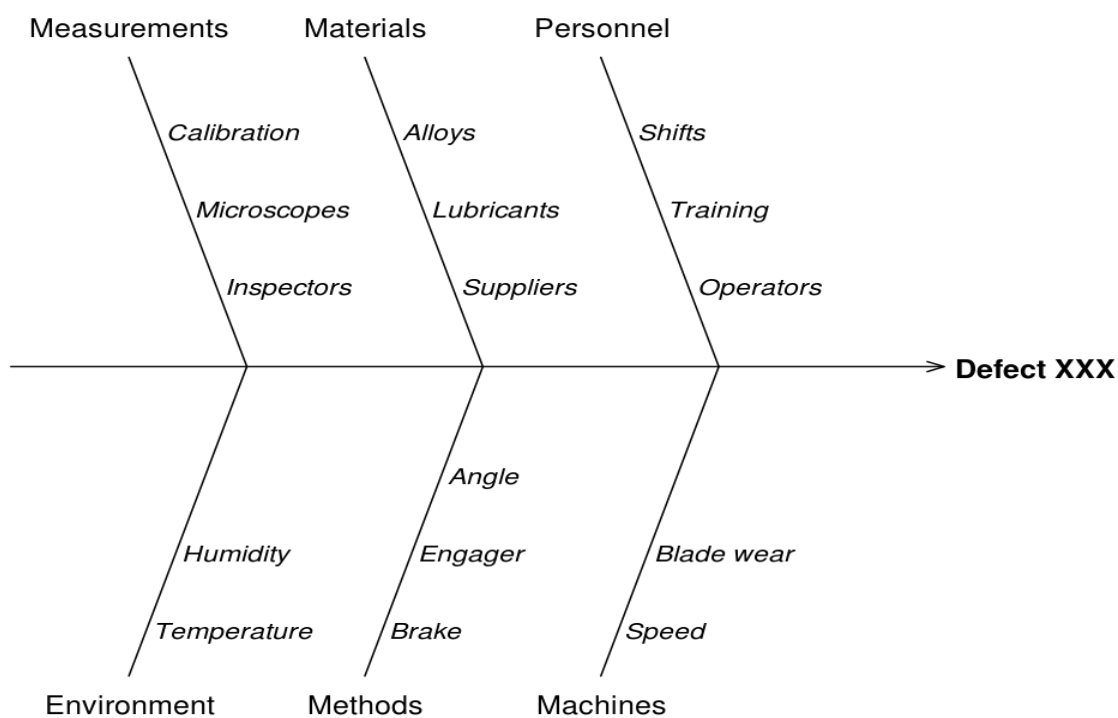 Measurements
Materials
Personnel
Calibration
Alloys
Shifts
Microscopes
Lubricants
Training
Inspectors
Suppliers
Operators
Defect XXX
Angle
Humidity
Engager
Blade wear
Temperature
Brake
Speed
Environment
Methods
Machines